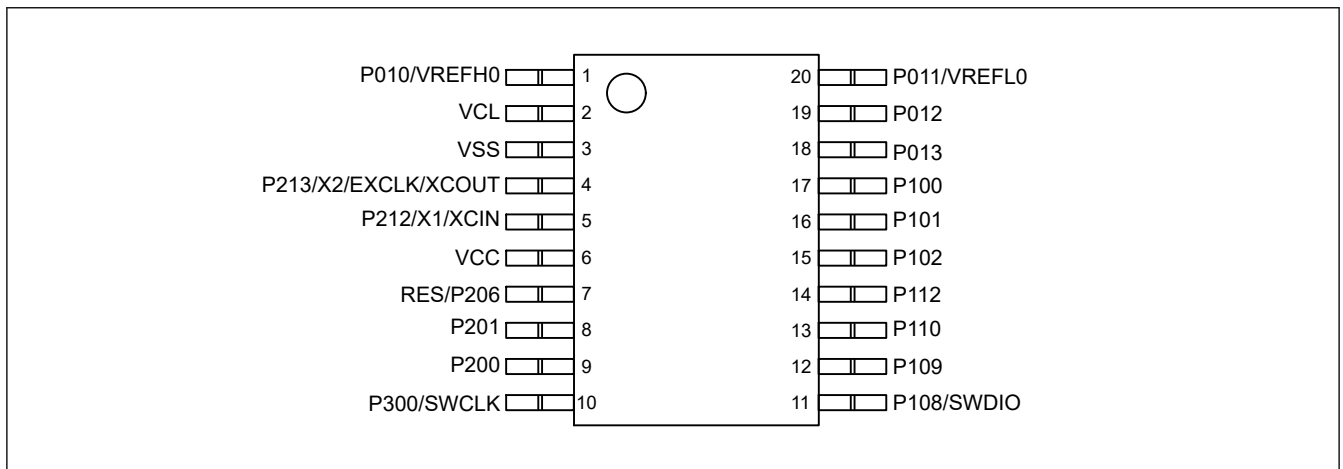 P010/VREFH0 1 20 P011/VREFL0
VCL 2 19 P012
VSS 3 18 P013
P213/X2/EXCLK/XCOUT 4 17 P100
P212/X1/XCIN 5 16 P101
VCC 6 15 P102
RES/P206 7 14 P112
P201 8 13 P110
P200 9 12 P109
P300/SWCLK 10 11 P108/SWDIO